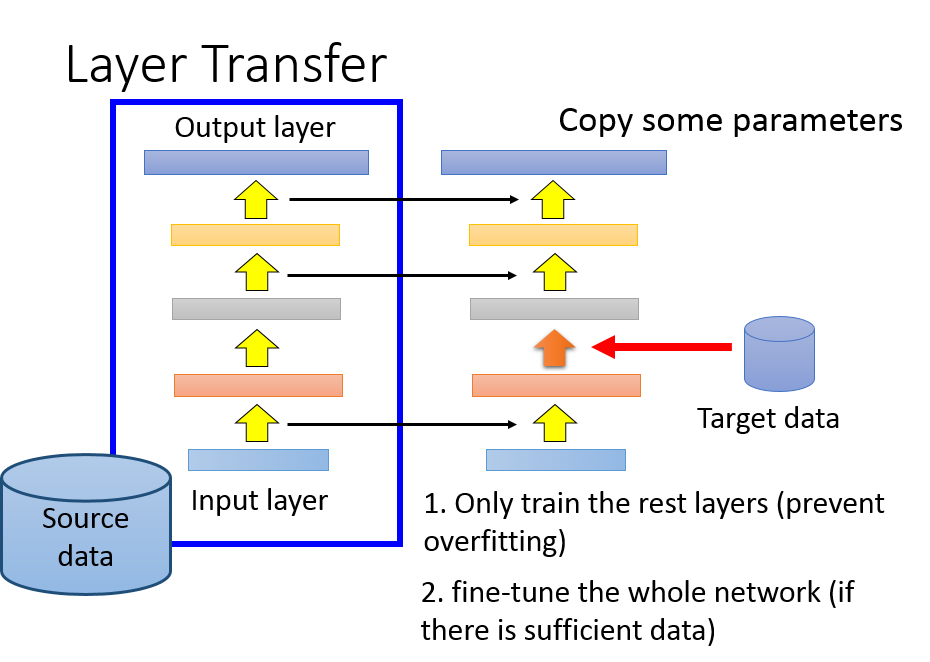 Layer Transfer
Output layer
Copy some parameters
Target data
Input layer
Source
data
1. Only train the rest layers (prevent
overfitting)
2. fine-tune the whole network (if
there is sufficient data)